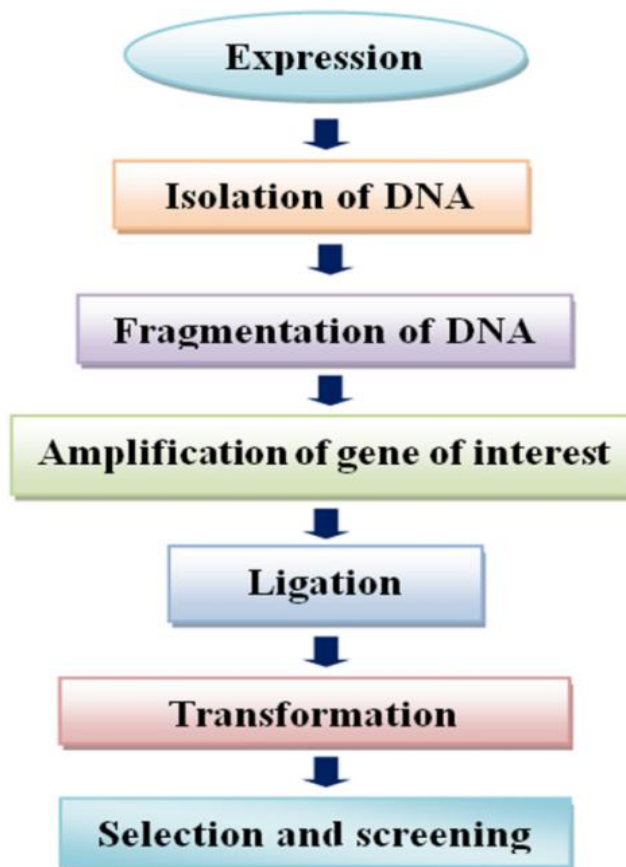 Expression
Isolation of DNA
Fragmentation of DNA
Amplification of gene of interest
Ligation
Transformation
Selection and screening